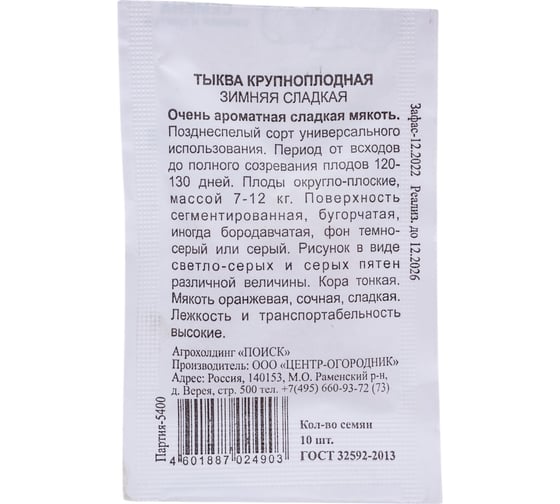 ТЫКВА КРУПНОПЛОДНАЯ
ЗИМНЯЯ СЛАДКАЯ
Очень ароматная сладкая мякоть.
Позднеспелый сорт универсального
использования. Период от всходов
до полного созревания плодов 120-
130 дней. Плоды округло-плоские,
массой 7-12 кг. Поверхность
сегментированная, бугорчатая,
иногда бородавчатая, фон темно-
серый или серый. Рисунок в виде
светло-серых и серых пятен
различной величины. Кора тонкая.
Мякоть оранжевая, сочная, сладкая.
Лежкость и транспортабельность
высокие.
Зафас-12.2022 Реализ. до 12.2026
Агрохолдинг “ПОИСК”
Производитель: ООО “ЦЕНТР-ОГОРОДНИК”
Адрес: Россия, 140153, М.О. Раменский р-н,
д. Верея, стр. 500 тел. +7(495) 660-93-72 (73)
Партия-5400
4 601887 024903
Кол-во семян
10 шт.
ГОСТ 32592-2013